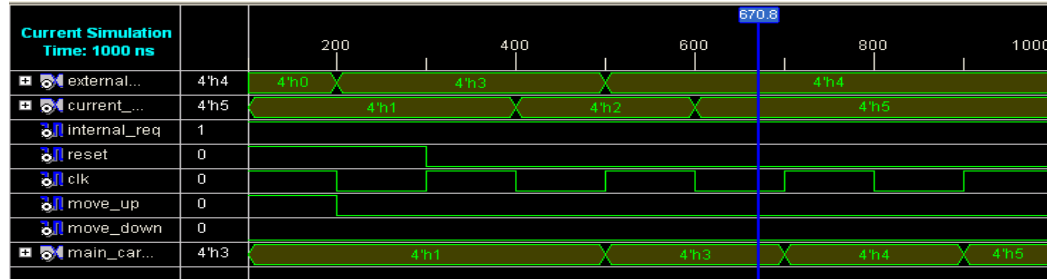 670.8
Current Simulation
Time: 1000 ns
200 400 600 800 1000
external... 4'h4 4'h0 4'h3 4'h4
current_... 4'h5 4'h1 4'h2 4'h5
internal_req 1
reset 0
clk 0
move_up 0
move_down 0
main_car... 4'h3 4'h1 4'h3 4'h4 4'h5